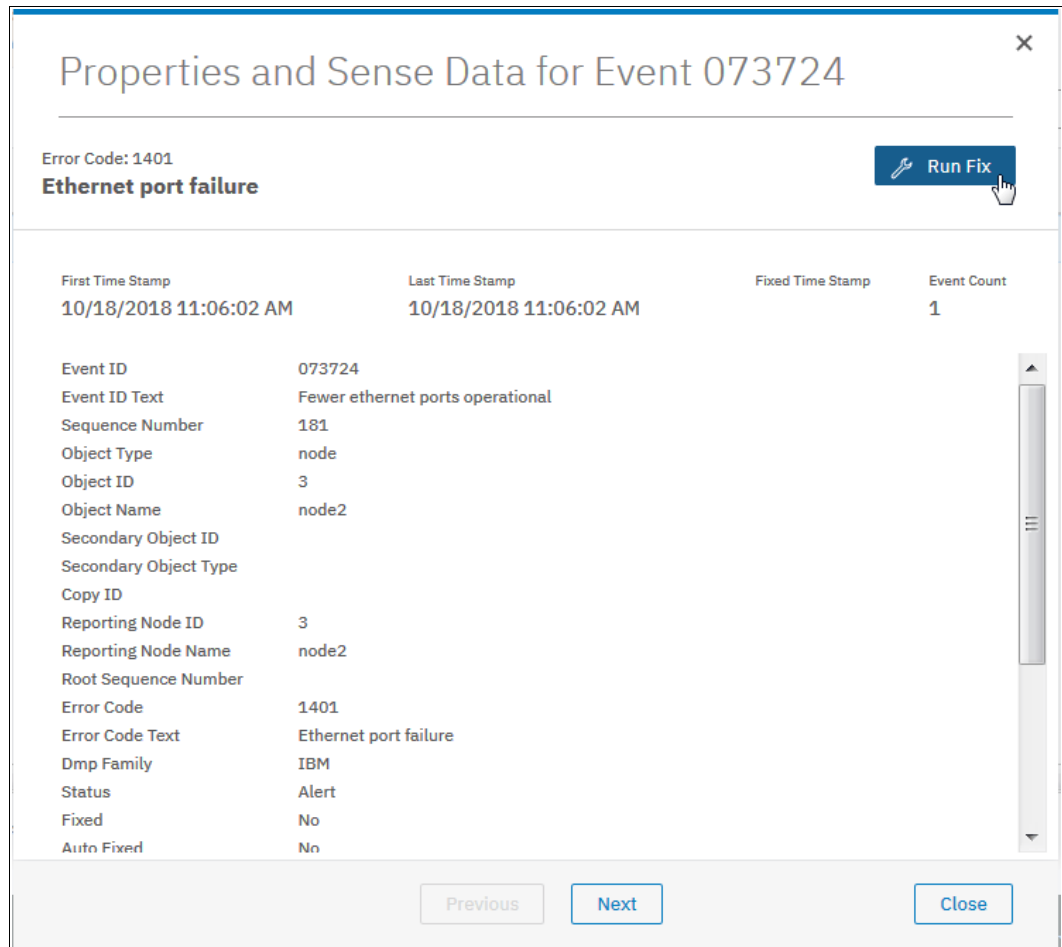 Properties and Sense Data for Event 073724
Error Code: 1401
Ethernet port failure
Run Fix
First Time Stamp Last Time Stamp Fixed Time Stamp Event Count
10/18/2018 11:06:02 AM 10/18/2018 11:06:02 AM 1
Event ID 073724
Event ID Text Fewer ethernet ports operational
Sequence Number 181
Object Type node
Object ID 3
Object Name node2
Secondary Object ID
Secondary Object Type
Copy ID
Reporting Node ID 3
Reporting Node Name node2
Root Sequence Number
Error Code 1401
Error Code Text Ethernet port failure
Dmp Family IBM
Status Alert
Fixed No
Auto Fixed No
Previous Next Close